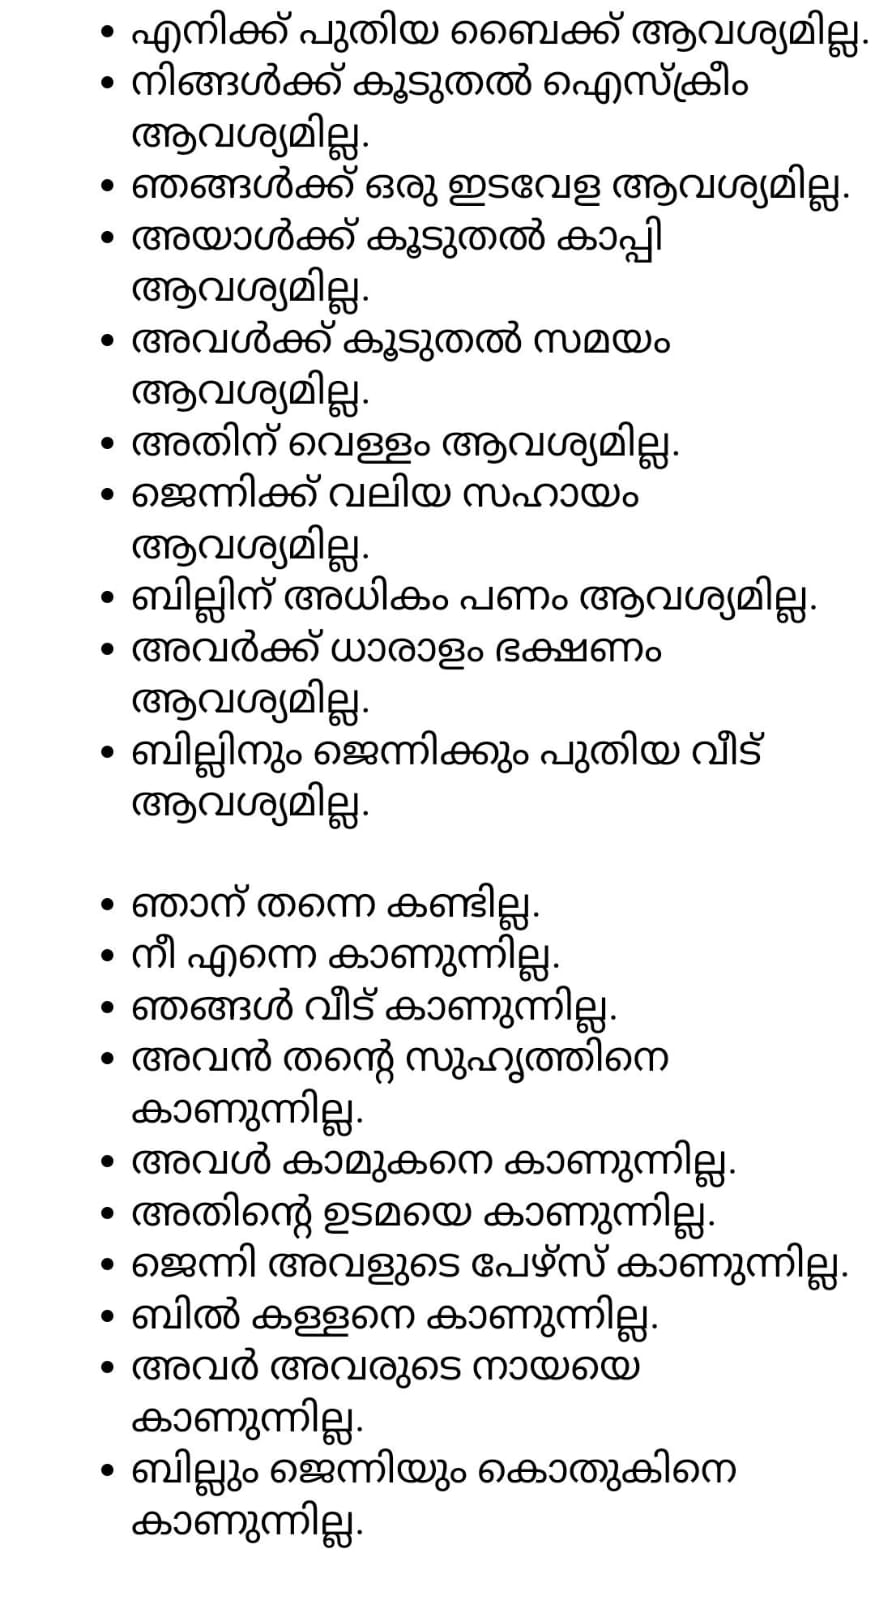 • എനിക്ക് പുതിയ ബൈക്ക് ആവശ്യമില്ല.
• നിങ്ങൾക്ക് കൂടുതൽ ഐസ്ക്രീം
ആവശ്യമില്ല.
• ഞങ്ങൾക്ക് ഒരു ഇടവേള ആവശ്യമില്ല.
• അയാൾക്ക് കൂടുതൽ കാപ്പി
ആവശ്യമില്ല.
• അവൾക്ക് കൂടുതൽ സമയം
ആവശ്യമില്ല.
• അതിന് വെള്ളം ആവശ്യമില്ല.
• ജെന്നിക്ക് വലിയ സഹായം
ആവശ്യമില്ല.
• ബില്ലിന് അധികം പണം ആവശ്യമില്ല.
• അവർക്ക് ധാരാളം ഭക്ഷണം
ആവശ്യമില്ല.
• ബില്ലിനും ജെന്നിക്കും പുതിയ വീട്
ആവശ്യമില്ല.
• ഞാന് തന്നെ കണ്ടില്ല.
• നീ എന്നെ കാണുന്നില്ല.
• ഞങ്ങൾ വീട് കാണുന്നില്ല.
• അവൻ തന്റെ സുഹൃത്തിനെ
കാണുന്നില്ല.
• അവൾ കാമുകനെ കാണുന്നില്ല.
• അതിന്റെ ഉടമയെ കാണുന്നില്ല.
• ജെന്നി അവളുടെ പേഴ്സ് കാണുന്നില്ല.
• ബിൽ കള്ളനെ കാണുന്നില്ല.
• അവർ അവരുടെ നായയെ
കാണുന്നില്ല.
• ബില്ലും ജെന്നിയും കൊതുകിനെ
കാണുന്നില്ല.